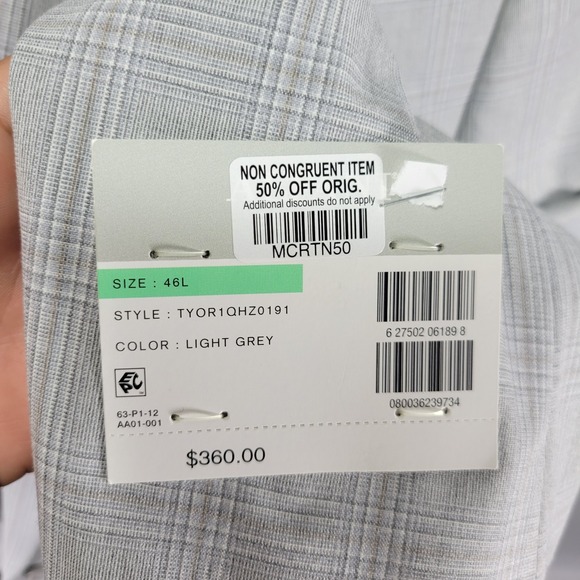 NON CONGRUENT ITEM
50% OFF ORIG.
Additional discounts do not apply
MCRTN50
SIZE : 46L
STYLE : TYOR1QHZ0191
COLOR : LIGHT GREY
6 27502 06189 8
EPC
080036239734
63-P1-12
AA01-001
$360.00